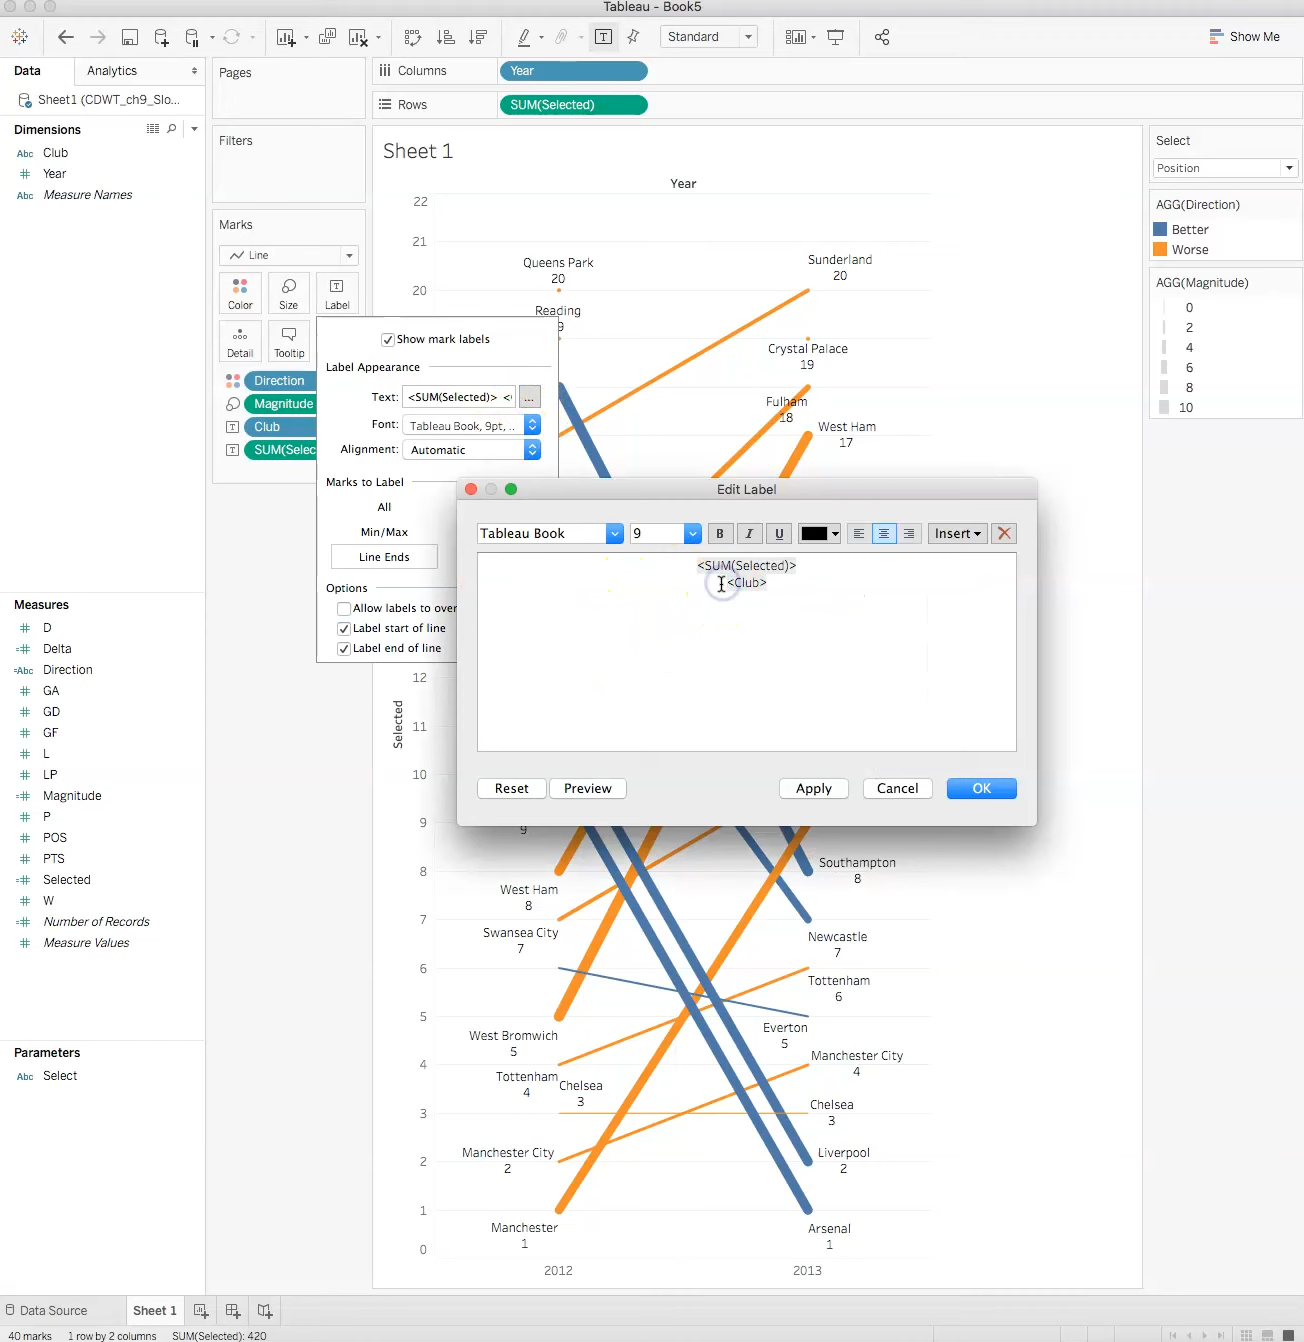 Tableau - Book5
Standard
Show Me
Data
Analytics
Sheet1 (CDWT_ch9_Slo...
Dimensions
Abc Club
# Year
Abc Measure Names
Measures
# D
=# Delta
=Abc Direction
# GA
# GD
# GF
# L
# LP
=# Magnitude
# P
# POS
# PTS
=# Selected
# W
=# Number of Records
# Measure Values
Parameters
Abc Select
Pages
Filters
Marks
Line
Color
Size
Label
Detail
Tooltip
Direction
Magnitude
Club
SUM(Selec
Columns
Year
Rows
SUM(Selected)
Sheet 1
Year
22
21
20
12
11
10
9
8
7
6
5
4
3
2
1
0
Selected
Queens Park
20
Reading
9
9
West Ham
8
Swansea City
7
West Bromwich
5
Tottenham
4
Chelsea
3
Manchester City
2
Manchester
1
Sunderland
20
Crystal Palace
19
Fulham
18
West Ham
17
Southampton
8
Newcastle
7
Tottenham
6
Everton
5
Manchester City
4
Chelsea
3
Liverpool
2
Arsenal
1
2012
2013
Show mark labels
Label Appearance
Text: <SUM(Selected)> <
...
Font: Tableau Book, 9pt, ..
Alignment: Automatic
Marks to Label
All
Min/Max
Line Ends
Options
Allow labels to over
Label start of line
Label end of line
Edit Label
Tableau Book
9
B
I
U
Insert
<SUM(Selected)>
<Club>
Reset
Preview
Apply
Cancel
OK
Select
Position
AGG(Direction)
Better
Worse
AGG(Magnitude)
0
2
4
6
8
10
Data Source
Sheet 1
40 marks
1 row by 2 columns
SUM(Selected): 420